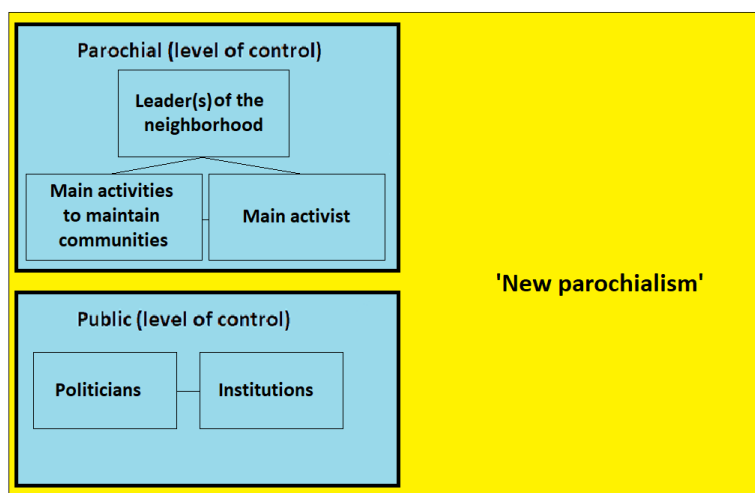 Parochial (level of control)
Leader(s) of the
neighborhood
Main activities
to maintain
communities
Main activist
'New parochialism'
Public (level of control)
Politicians
Institutions